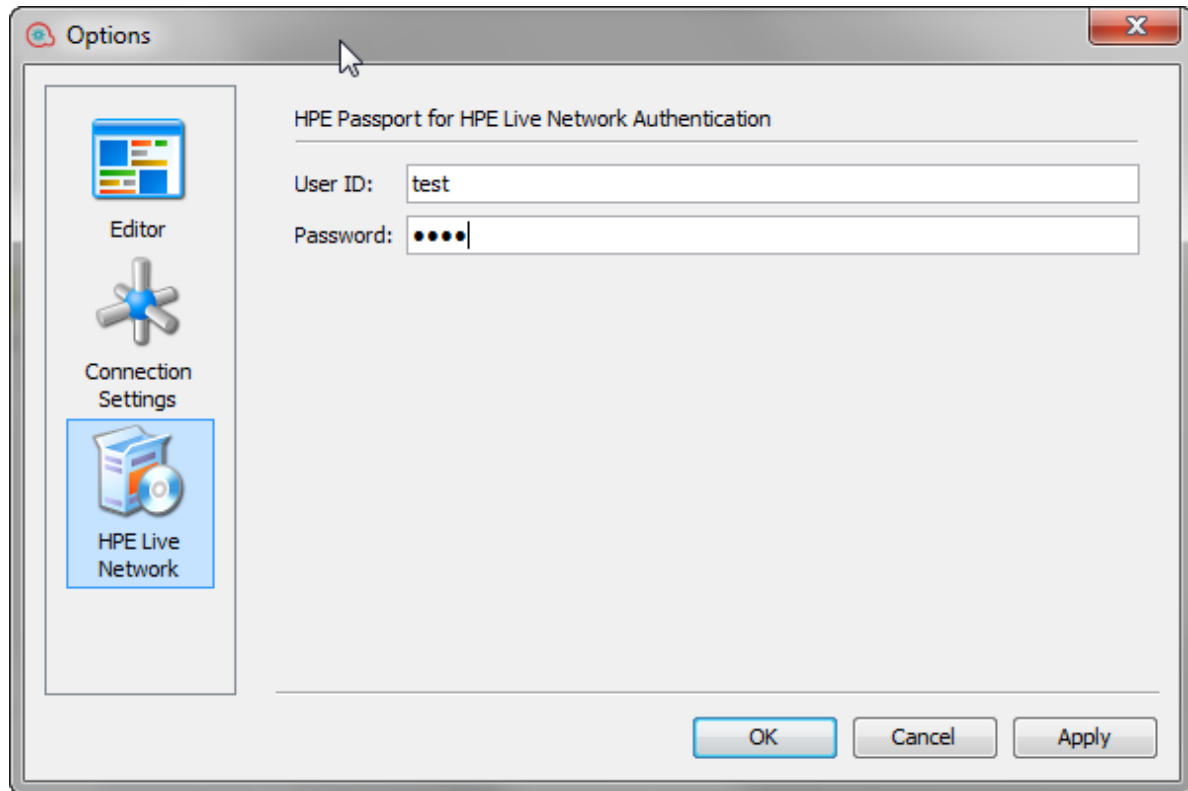 Options
Editor
Connection
Settings
HPE Live
Network
HPE Passport for HPE Live Network Authentication
User ID: test
Password: ••••
OK Cancel Apply